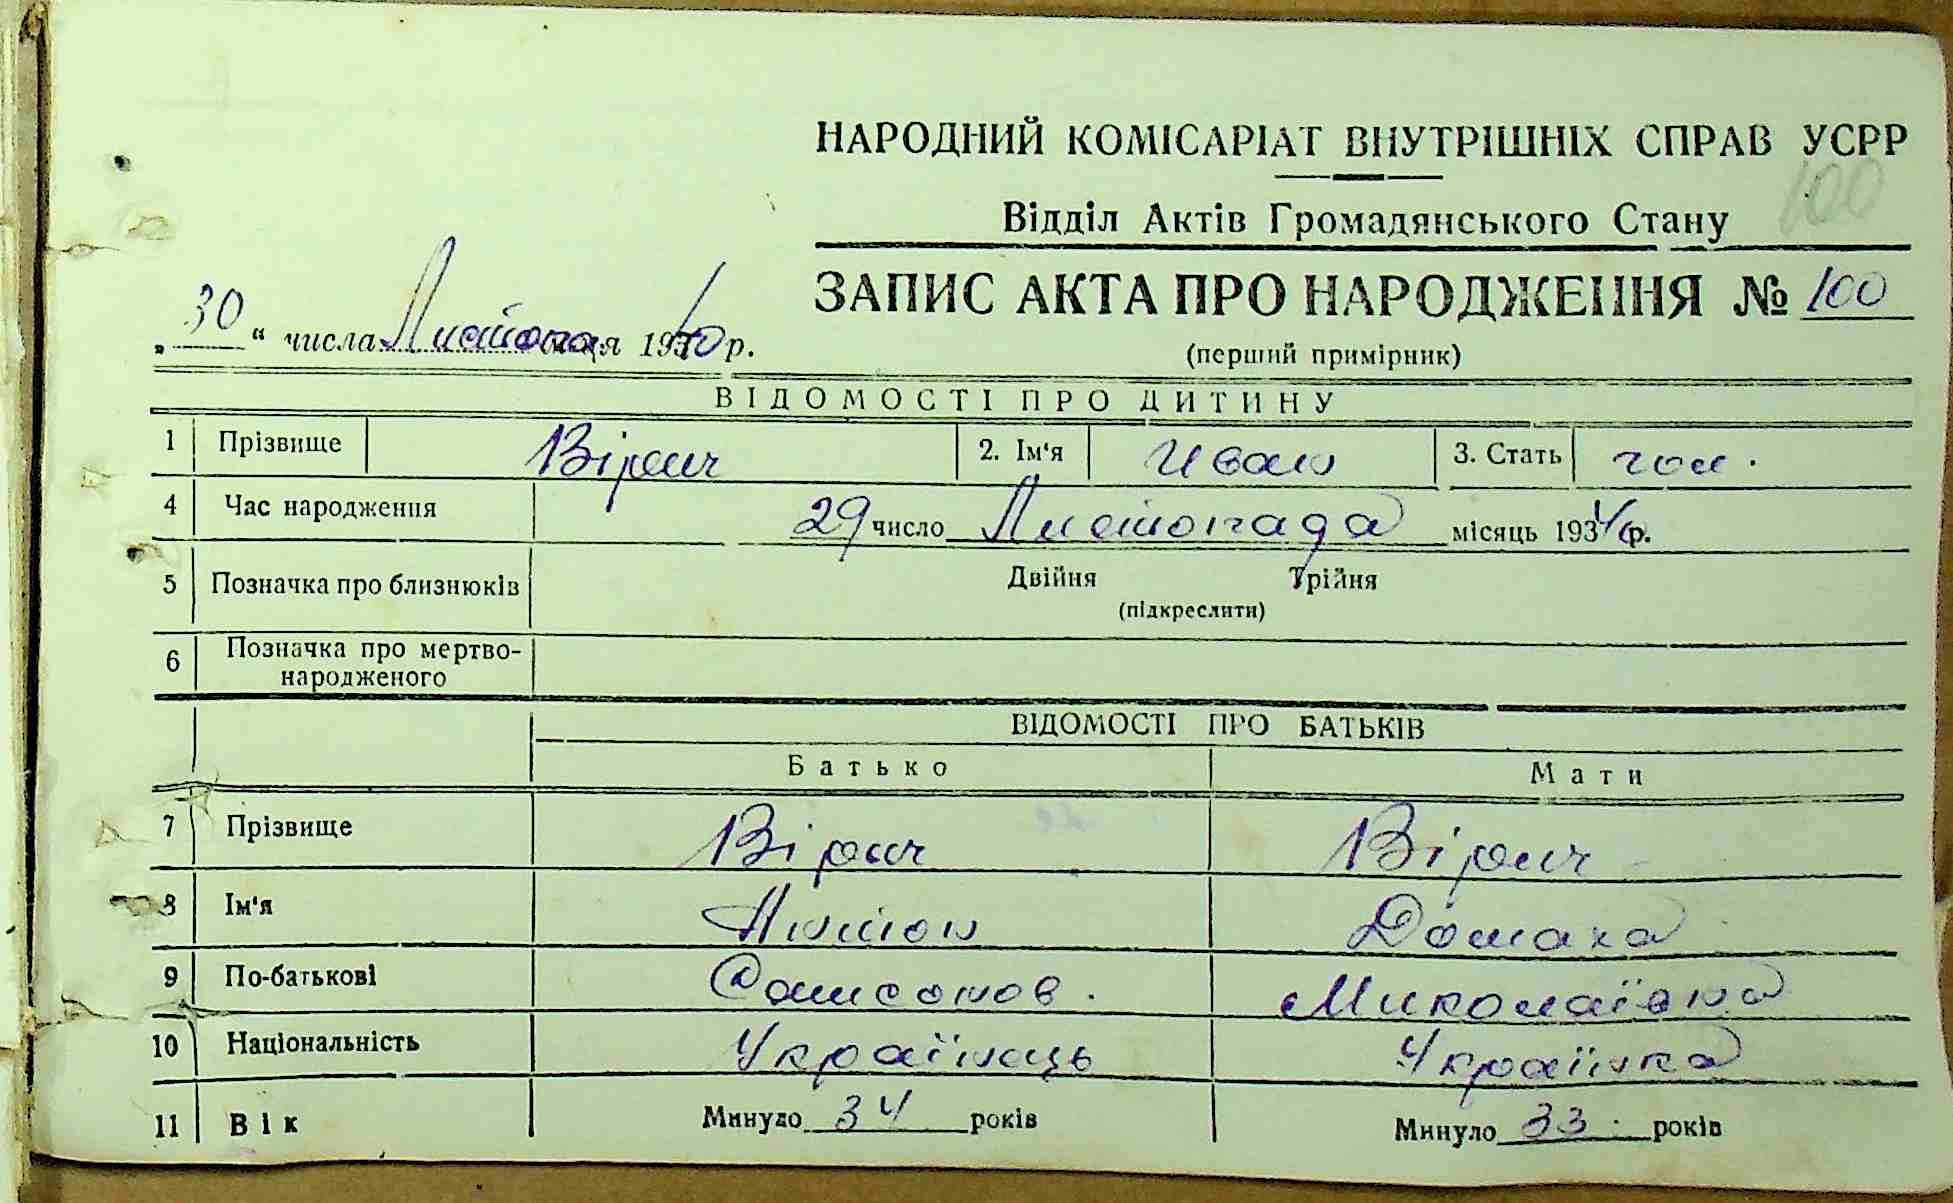 НАРОДНИЙ КОМІСАРІАТ ВНУТРІШНІХ СПРАВ УСРР
100
Відділ Актів Громадянського Стану
ЗАПИС АКТА ПРО НАРОДЖЕННЯ № 100
„30“ числа Листопада 1940 р.
(перший примірник)
ВІДОМОСТІ ПРО ДИТИНУ
1 Прізвище Вірич 2. Ім'я Иван 3. Стать чол.
4 Час народження 29 число Листопада місяць 194 р.
5 Позначка про близнюків Двійня Трійня
(підкреслити)
6 Позначка про мертво-
народженого
ВІДОМОСТІ ПРО БАТЬКІВ
Батько Мати
7 Прізвище Вірич Вірич
8 Ім'я Антон Домаха
9 По-батькові Самсонов. Миколаївна
10 Національність Українець Українка
11 Вік Минуло 34 років Минуло 33 років